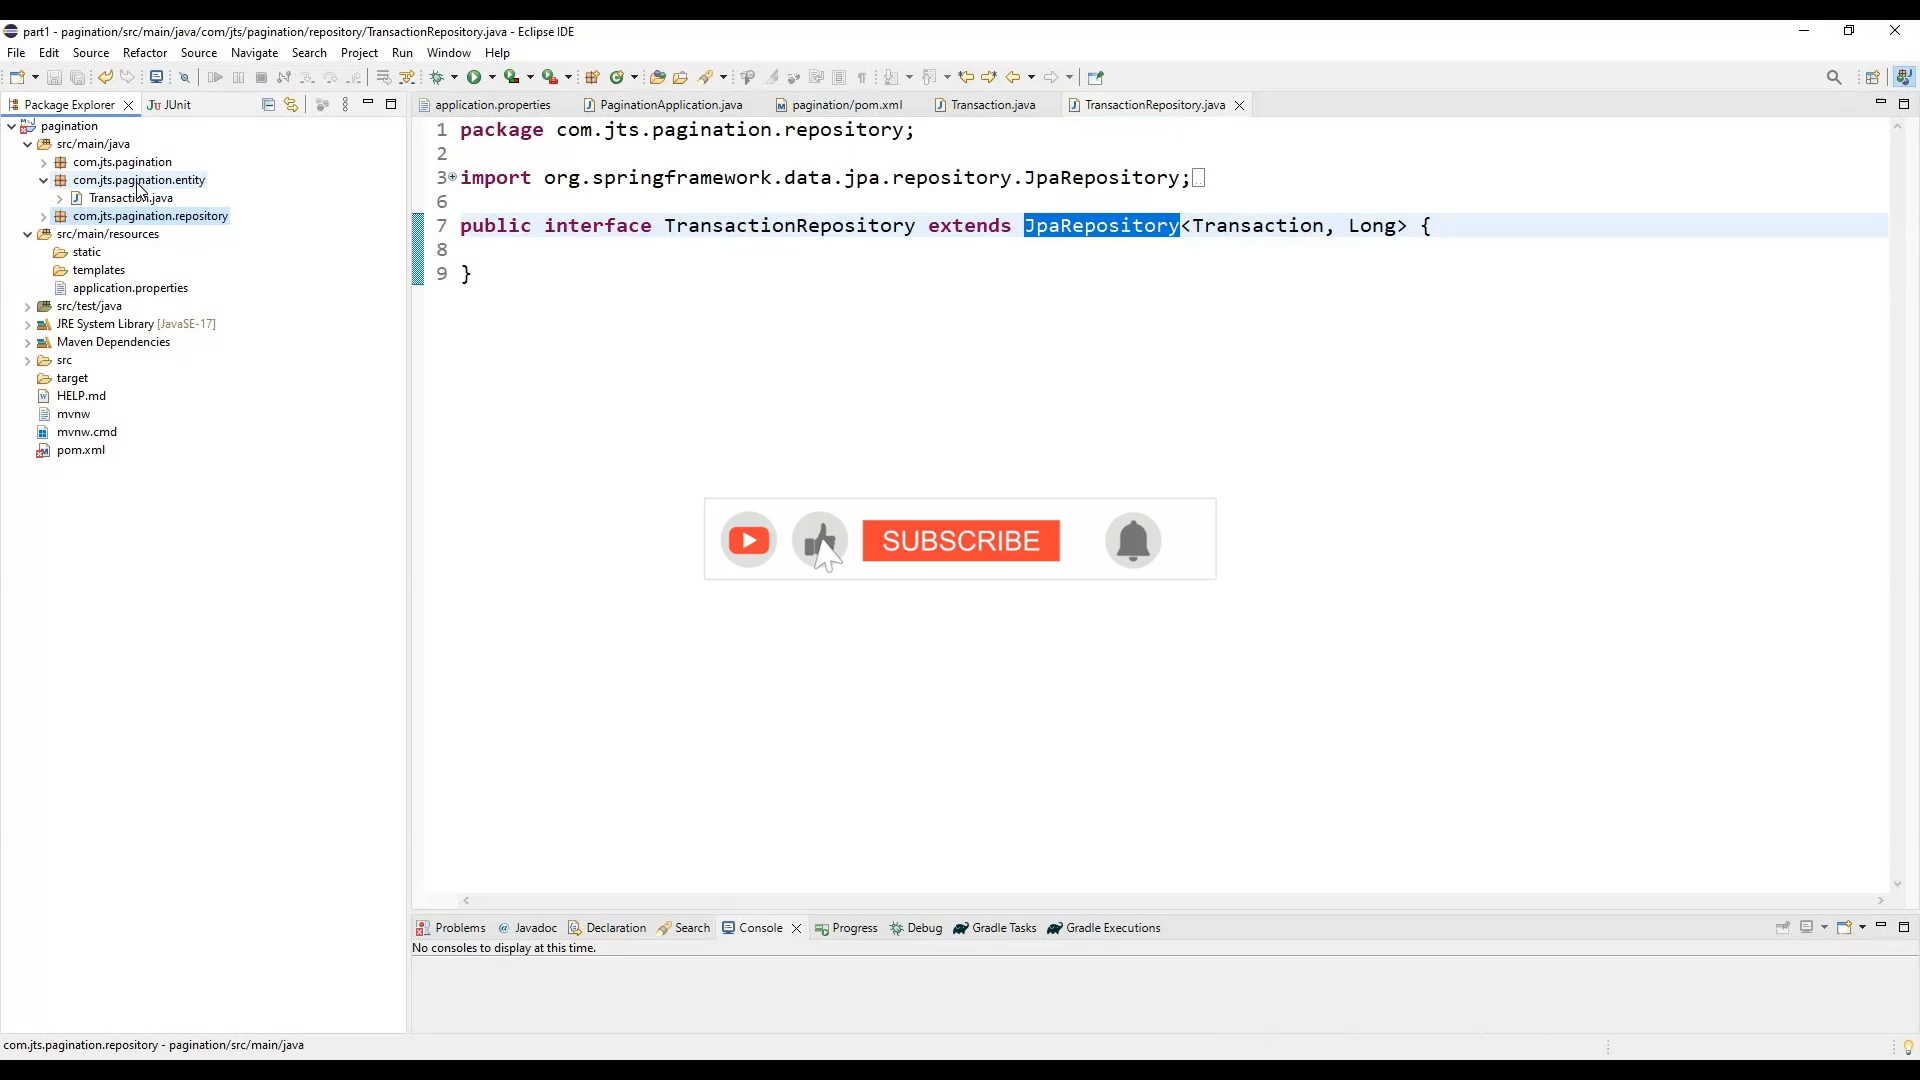 part1 - pagination/src/main/java/com/jts/pagination/repository/TransactionRepository.java - Eclipse IDE
File Edit Source Refactor Source Navigate Search Project Run Window Help
Package Explorer JUnit
application.properties PaginationApplication.java pagination/pom.xml Transaction.java TransactionRepository.java
pagination
src/main/java
com.jts.pagination
com.jts.pagination.entity
Transaction.java
com.jts.pagination.repository
src/main/resources
static
templates
application.properties
src/test/java
JRE System Library [JavaSE-17]
Maven Dependencies
src
target
HELP.md
mvnw
mvnw.cmd
pom.xml
1 package com.jts.pagination.repository;
2
3 import org.springframework.data.jpa.repository.JpaRepository;
6
7 public interface TransactionRepository extends JpaRepository<Transaction, Long> {
8
9 }
SUBSCRIBE
Problems Javadoc Declaration Search Console Progress Debug Gradle Tasks Gradle Executions
No consoles to display at this time.
com.jts.pagination.repository - pagination/src/main/java